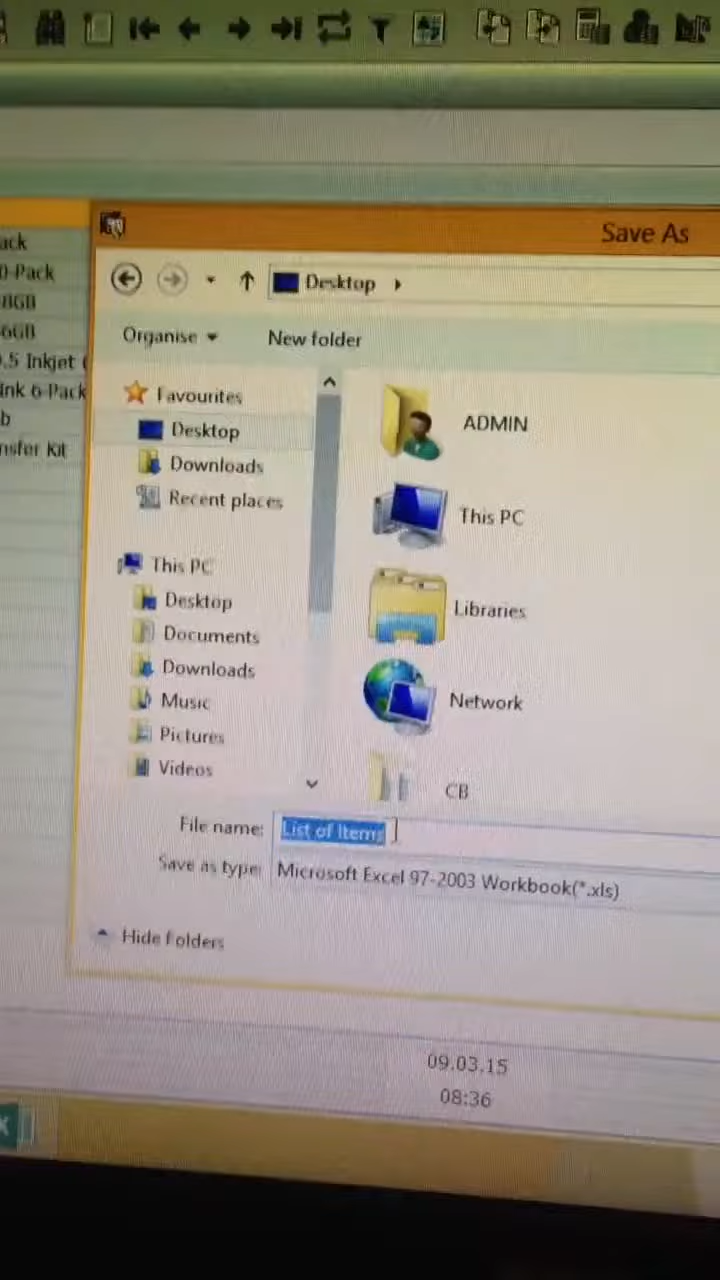 Save As
ack
0-Pack
8GB
6GB
.5 Inkjet
ink 6-Pack
b
nsfer Kit
Desktop
Organise
New folder
Favourites
Desktop
Downloads
Recent places
This PC
Desktop
Documents
Downloads
Music
Pictures
Videos
ADMIN
This PC
Libraries
Network
CB
File name: List of Items
Save as type: Microsoft Excel 97-2003 Workbook(*.xls)
Hide Folders
09.03.15
08:36